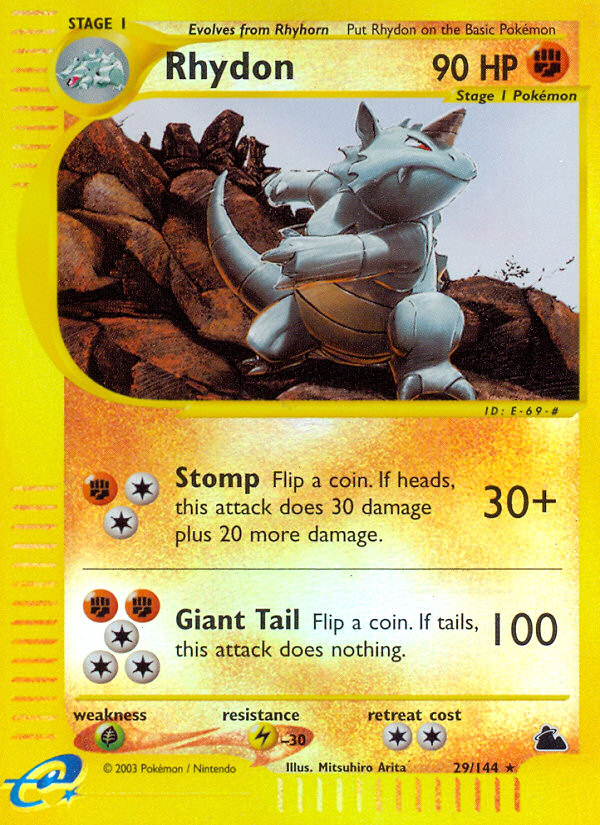 STAGE 1
Evolves from Rhyhorn Put Rhydon on the Basic Pokémon
Rhydon 90 HP
Stage 1 Pokémon
ID: E-69-#
Stomp Flip a coin. If heads,
this attack does 30 damage
plus 20 more damage.
30+
Giant Tail Flip a coin. If tails,
this attack does nothing.
100
weakness resistance retreat cost
-30
© 2003 Pokémon / Nintendo Illus. Mitsuhiro Arita 29/144 ★
e